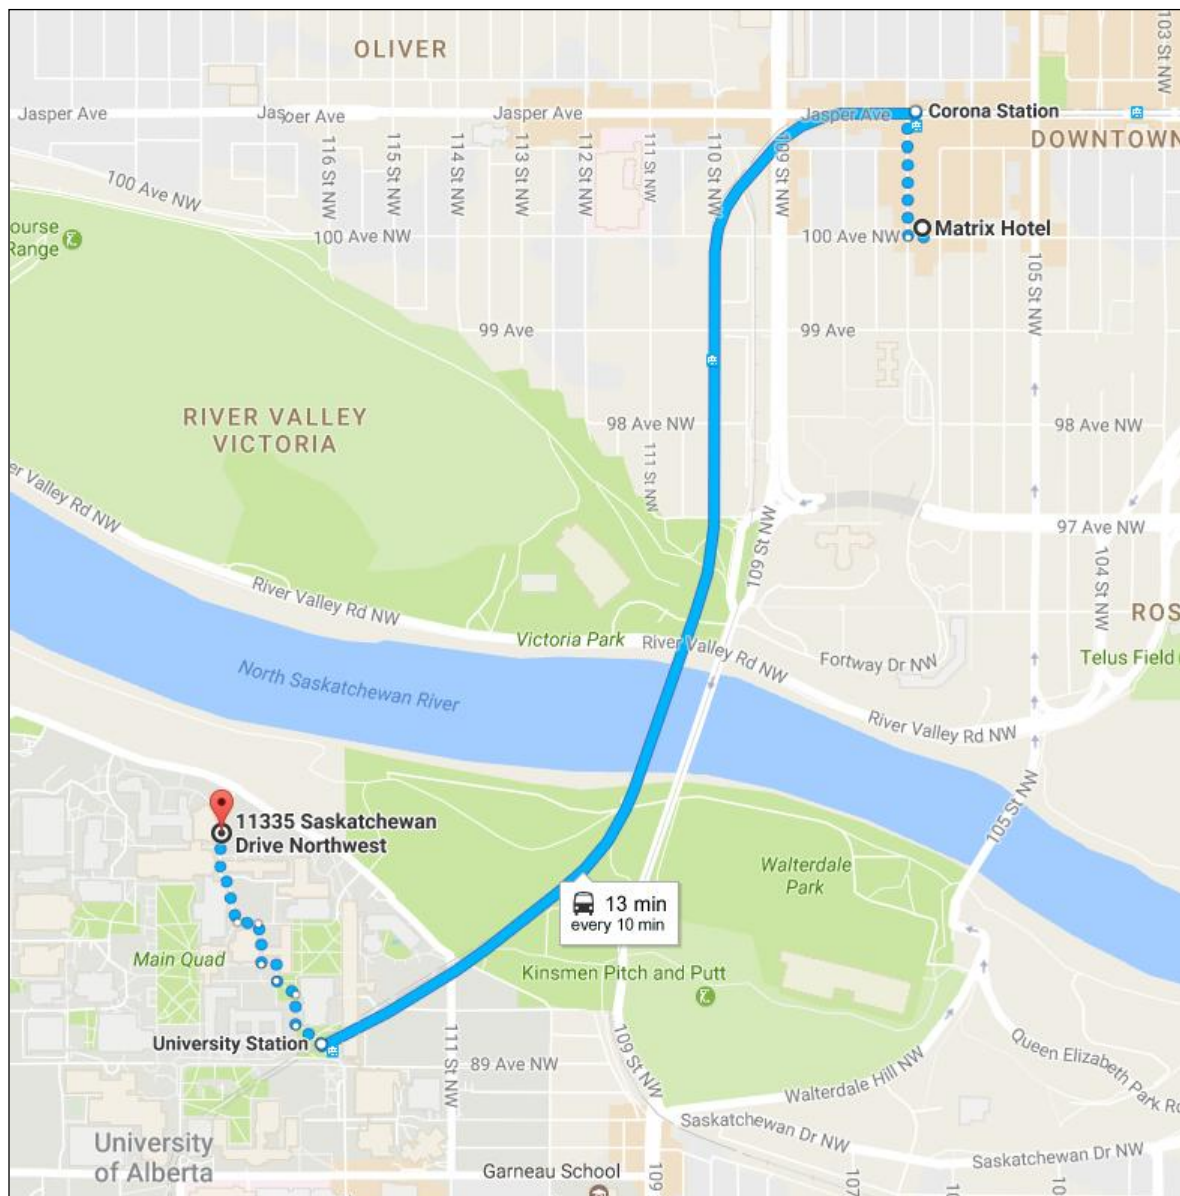 OLIVER
103 St NW
Jasper Ave
Jasper Ave
Jasper Ave
Jasper Ave
Corona Station
DOWNTOWN
116 St NW
115 St NW
114 St NW
113 St NW
112 St NW
111 St NW
110 St NW
109 St NW
100 Ave NW
ourse
Range
100 Ave NW
100 Ave NW
Matrix Hotel
105 St NW
99 Ave
99 Ave
RIVER VALLEY
VICTORIA
98 Ave NW
98 Ave NW
111 St NW
er Valley Rd NW
97 Ave NW
109 St NW
104 St NW
River Valley Rd NW
ROS
Victoria Park
River Valley Rd NW
Fortway Dr NW
Telus Field
North Saskatchewan River
River Valley Rd NW
105 St NW
11335 Saskatchewan
Drive Northwest
Walterdale
Park
13 min
every 10 min
Main Quad
Kinsmen Pitch and Putt
University Station
111 St NW
89 Ave NW
109 St NW
Walterdale Hill NW
Queen Elizabeth Park Rd
Saskatchewan Dr NW
Saskatchewan Dr NW
University
of Alberta
Garneau School
109
107